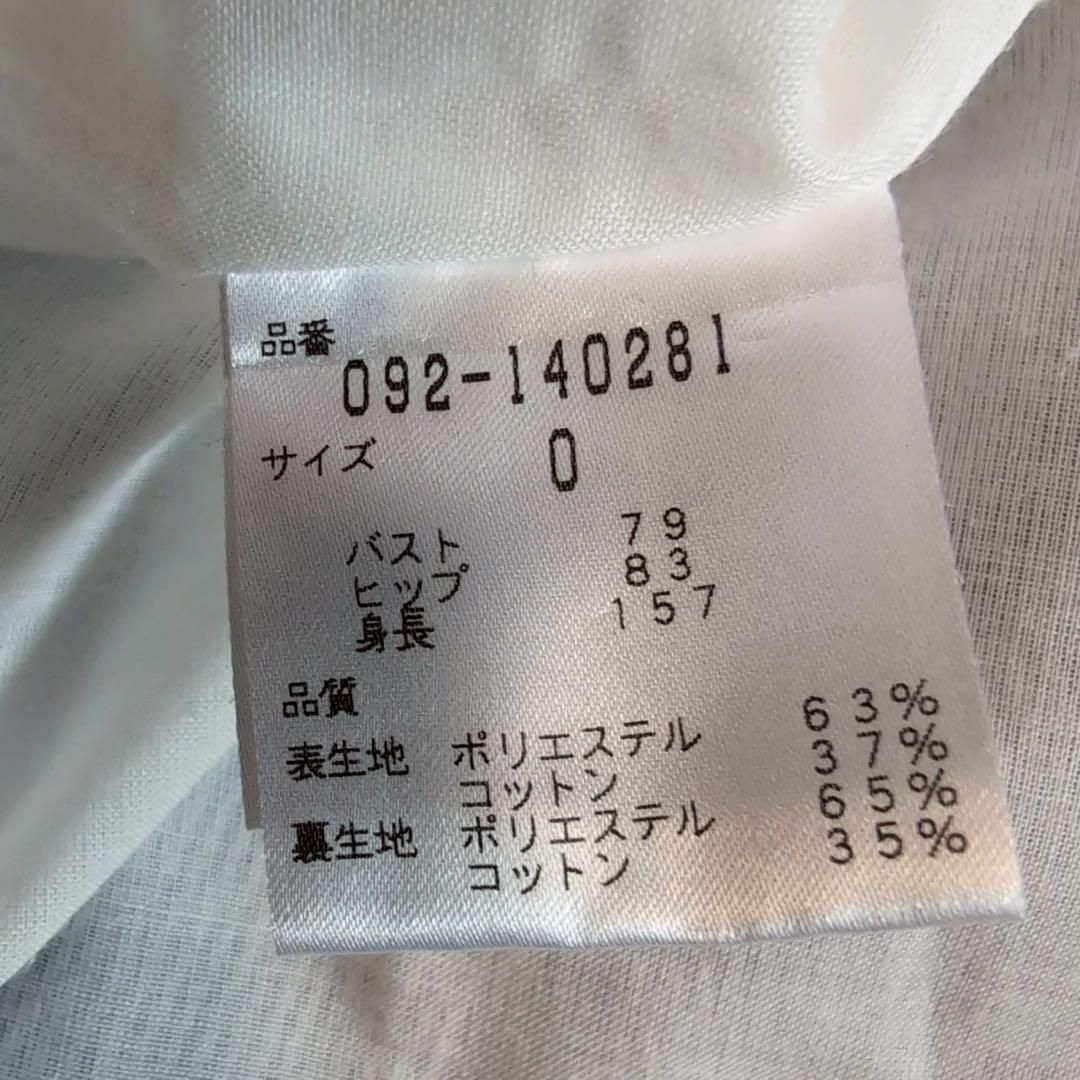 品番
092-140281
サイズ 0
バスト 79
ヒップ 83
身長 157
品質
表生地 ポリエステル 63%
コットン 37%
裏生地 ポリエステル 65%
コットン 35%